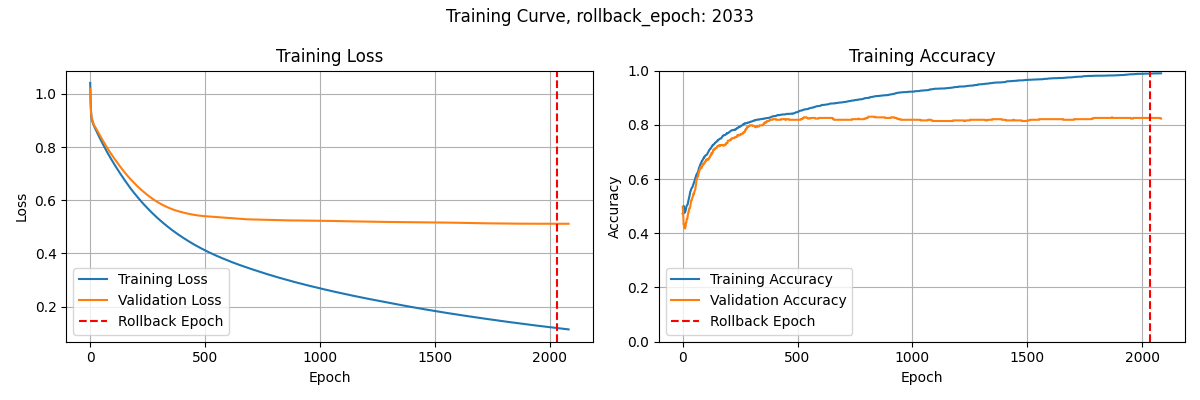 Training Curve, rollback_epoch: 2033
Training Loss
1.0
0.8
0.6
0.4
0.2
Loss
Training Loss
Validation Loss
Rollback Epoch
0 500 1000 1500 2000
Epoch
Training Accuracy
1.0
0.8
0.6
0.4
0.2
0.0
Accuracy
Training Accuracy
Validation Accuracy
Rollback Epoch
0 500 1000 1500 2000
Epoch